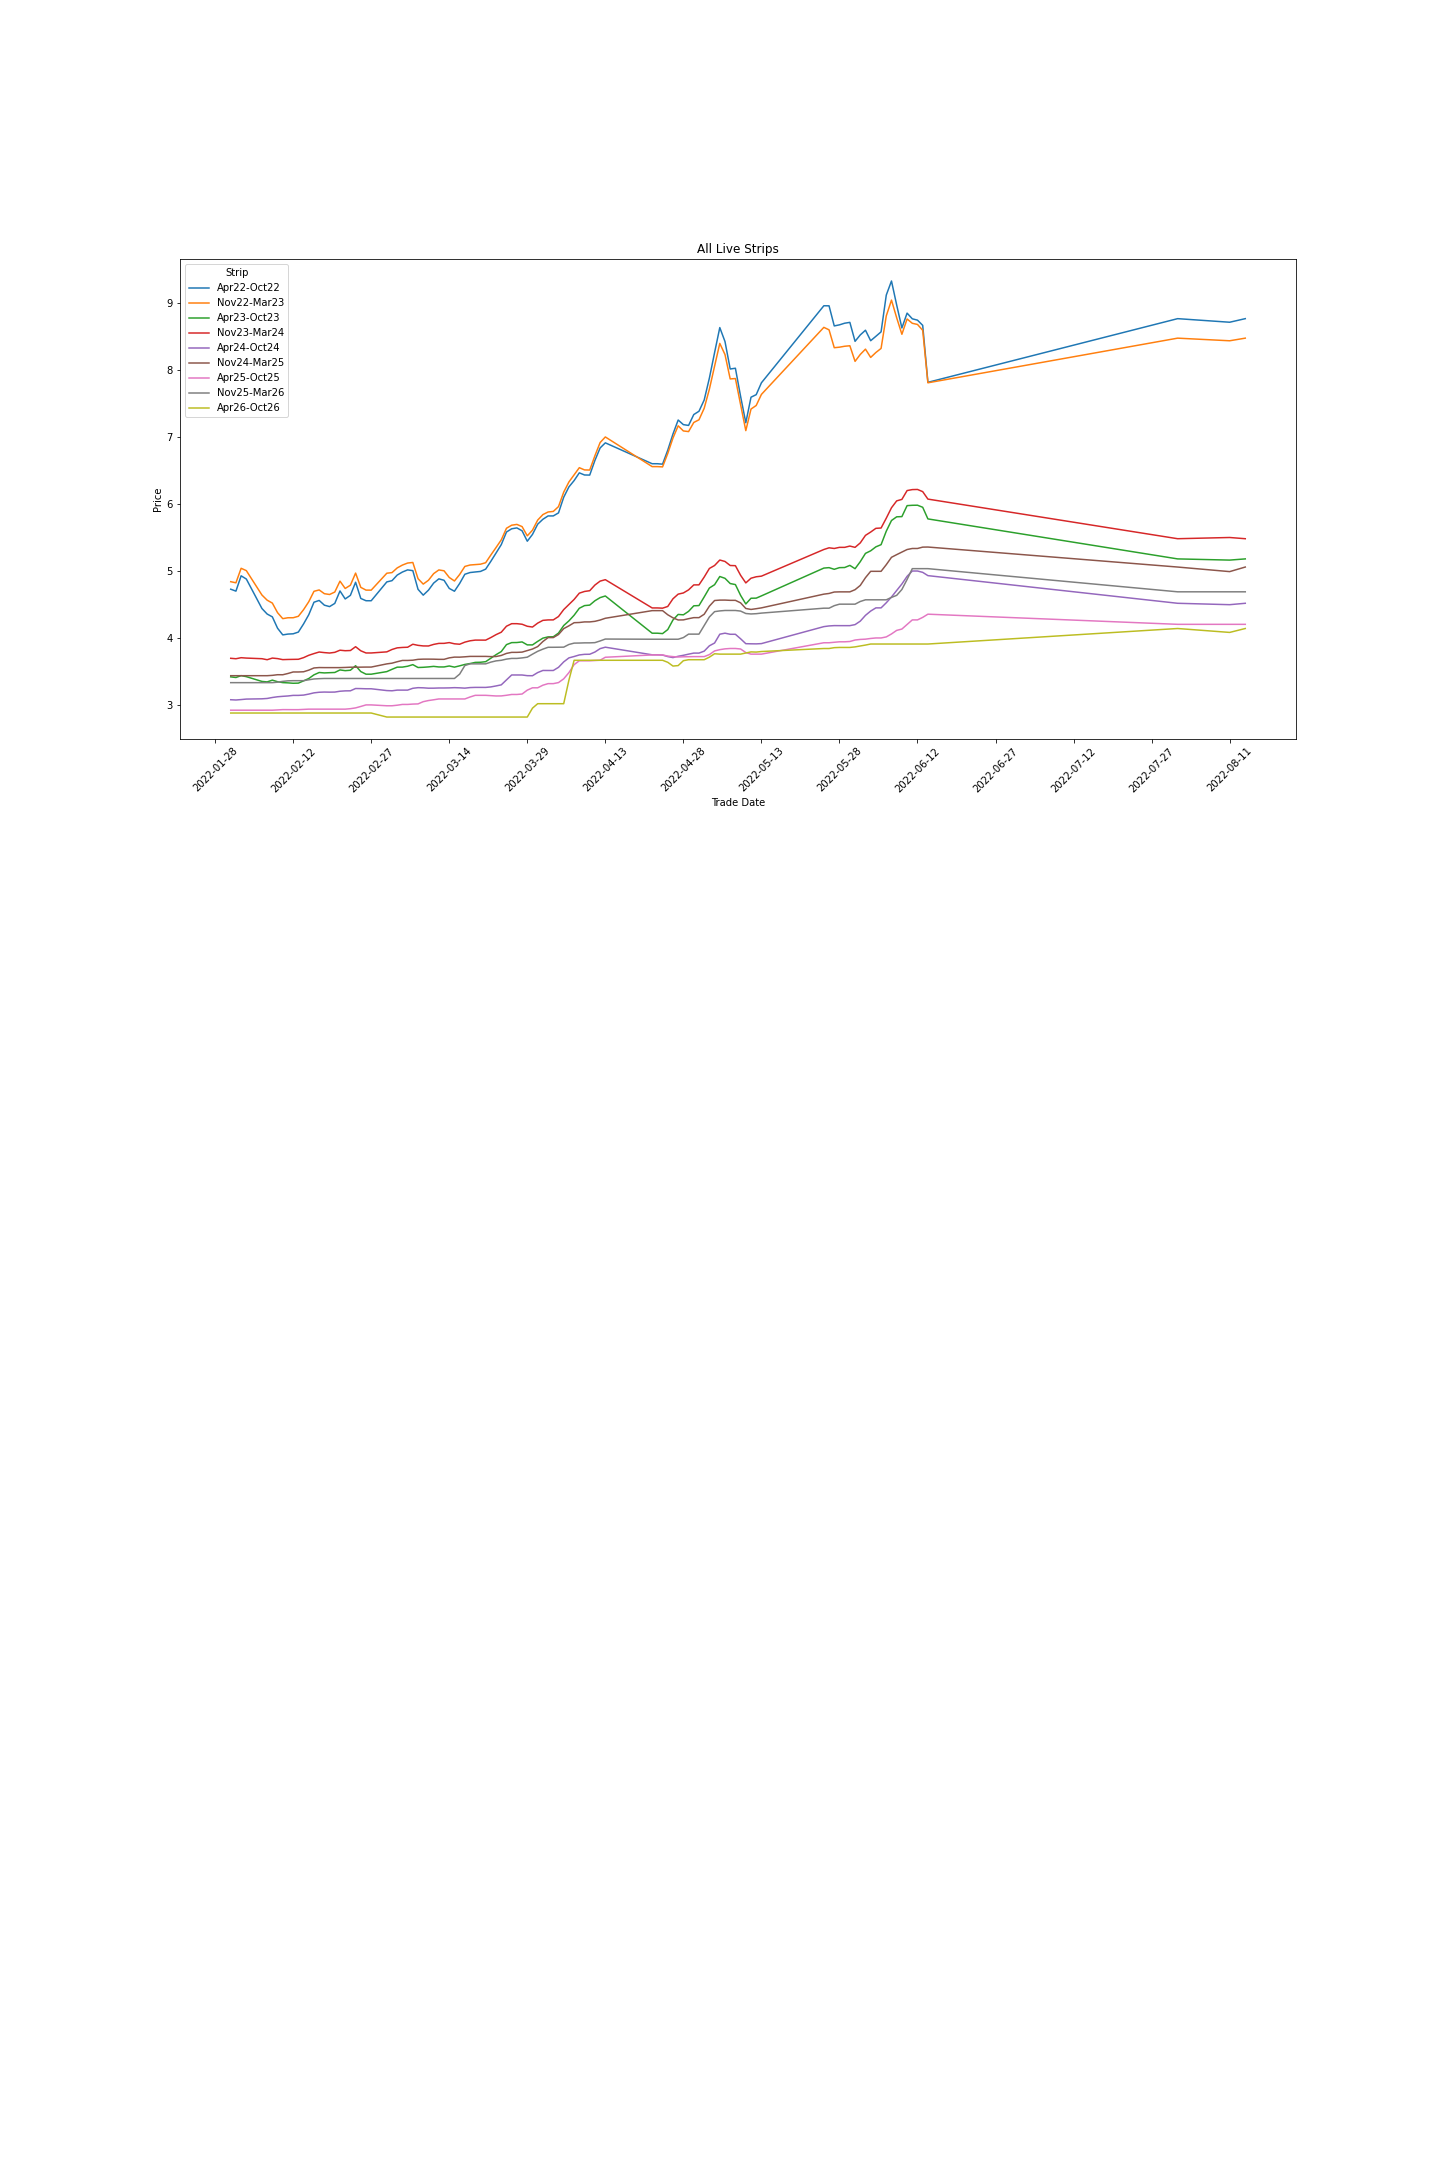 All Live Strips
Strip
Apr22-Oct22
Nov22-Mar23
Apr23-Oct23
Nov23-Mar24
Apr24-Oct24
Nov24-Mar25
Apr25-Oct25
Nov25-Mar26
Apr26-Oct26
9
8
7
6
5
4
3
Price
2022-01-28
2022-02-12
2022-02-27
2022-03-14
2022-03-29
2022-04-13
2022-04-28
2022-05-13
2022-05-28
2022-06-12
2022-06-27
2022-07-12
2022-07-27
2022-08-11
Trade Date